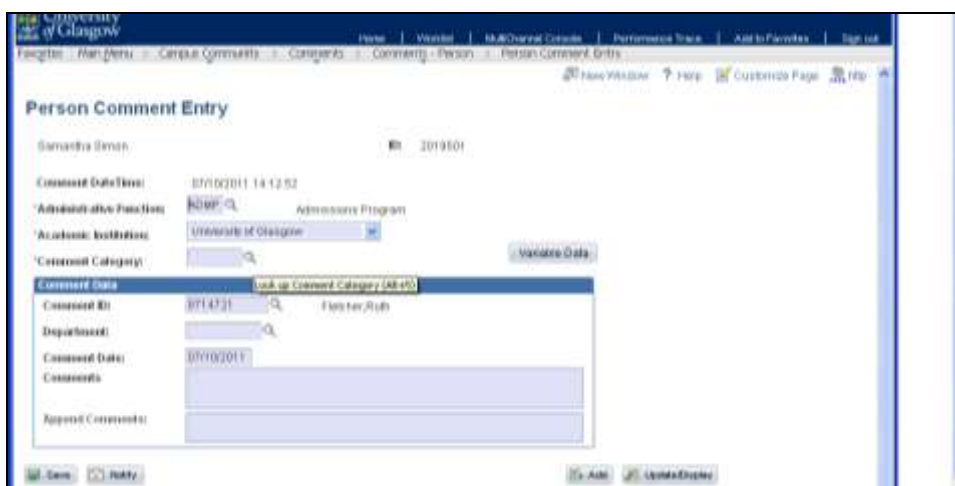 University
of Glasgow
Home | Worklist | MultiChannel Console | Performance Trace | Add to Favorites | Sign out
Favorites Main Menu > Campus Community > Comments > Comments - Person > Person Comment Entry
New Window ? Help Customize Page http
Person Comment Entry
Samantha Simon ID: 2019501
Comment DateTime: 07/10/2011 14:12:52
*Administrative Function: ADMP Admissions Program
*Academic Institution: University of Glasgow
*Comment Category: Variable Data
Comment Data Look up Comment Category (Alt+5)
Comment ID: 0714721 Fletcher,Ruth
Department:
Comment Date: 07/10/2011
Comments
Append Comments:
Save Notify Add Update/Display